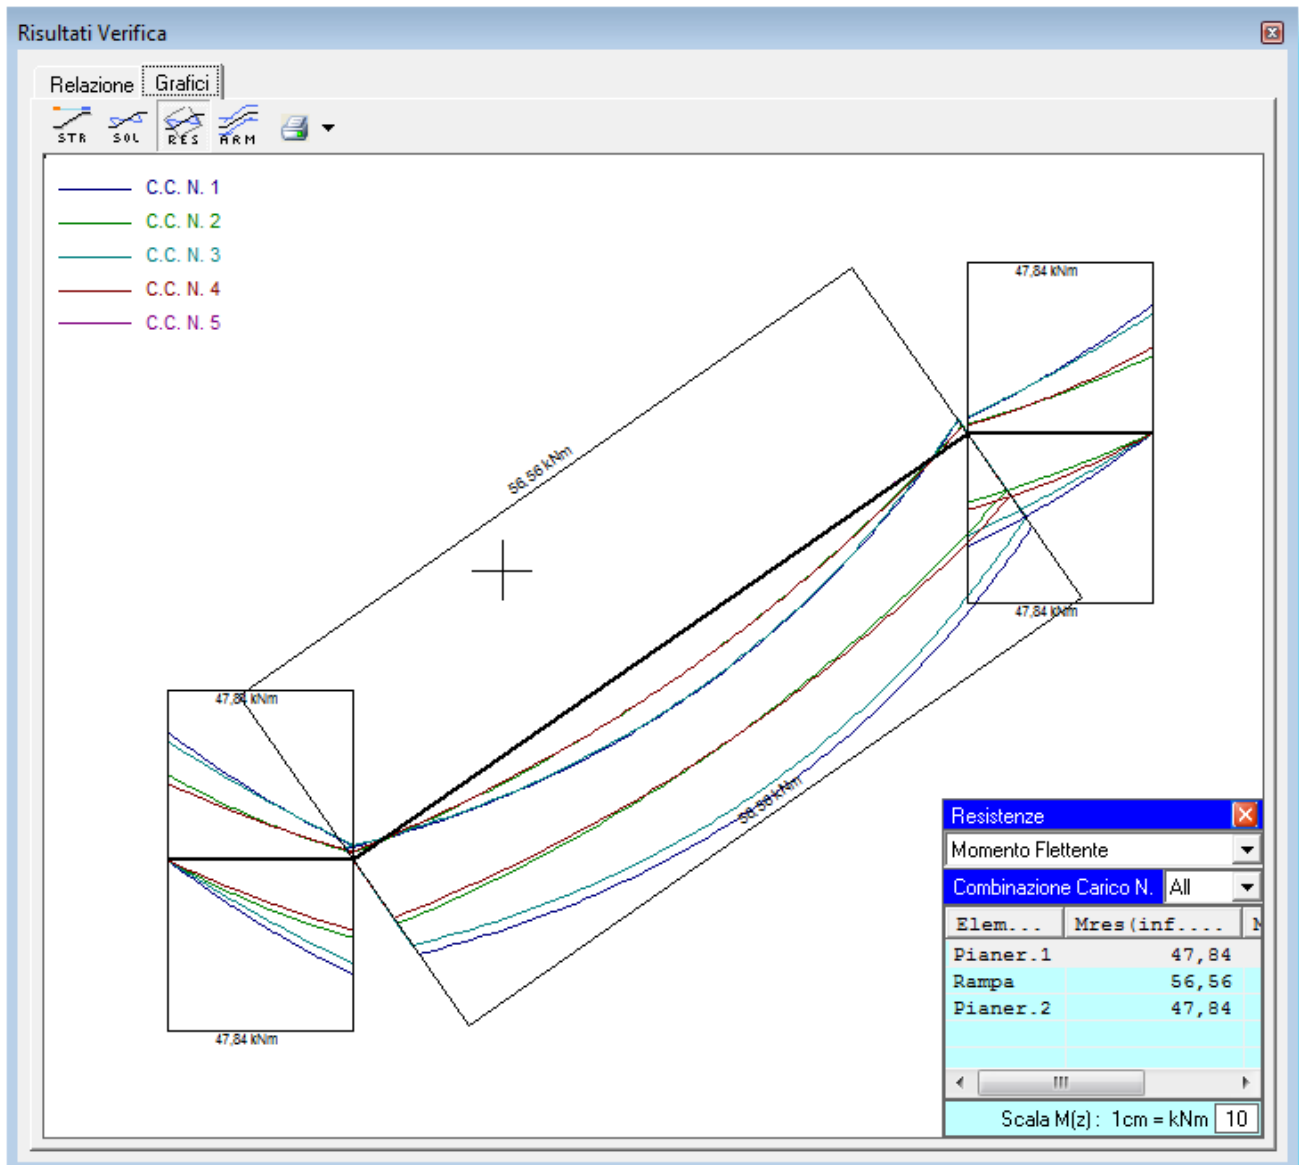 Risultati Verifica
Relazione Grafici
STR SOL RES ARM
C.C. N. 1
C.C. N. 2
C.C. N. 3
C.C. N. 4
C.C. N. 5
47,84 kNm
56,56 kNm
47,84 kNm
47,84 kNm
56,56 kNm
47,84 kNm
Resistenze
Momento Flettente
Combinazione Carico N. All
Elem... Mres(inf.... M
Pianer.1 47,84
Rampa 56,56
Pianer.2 47,84
Scala M(z) : 1cm = kNm 10